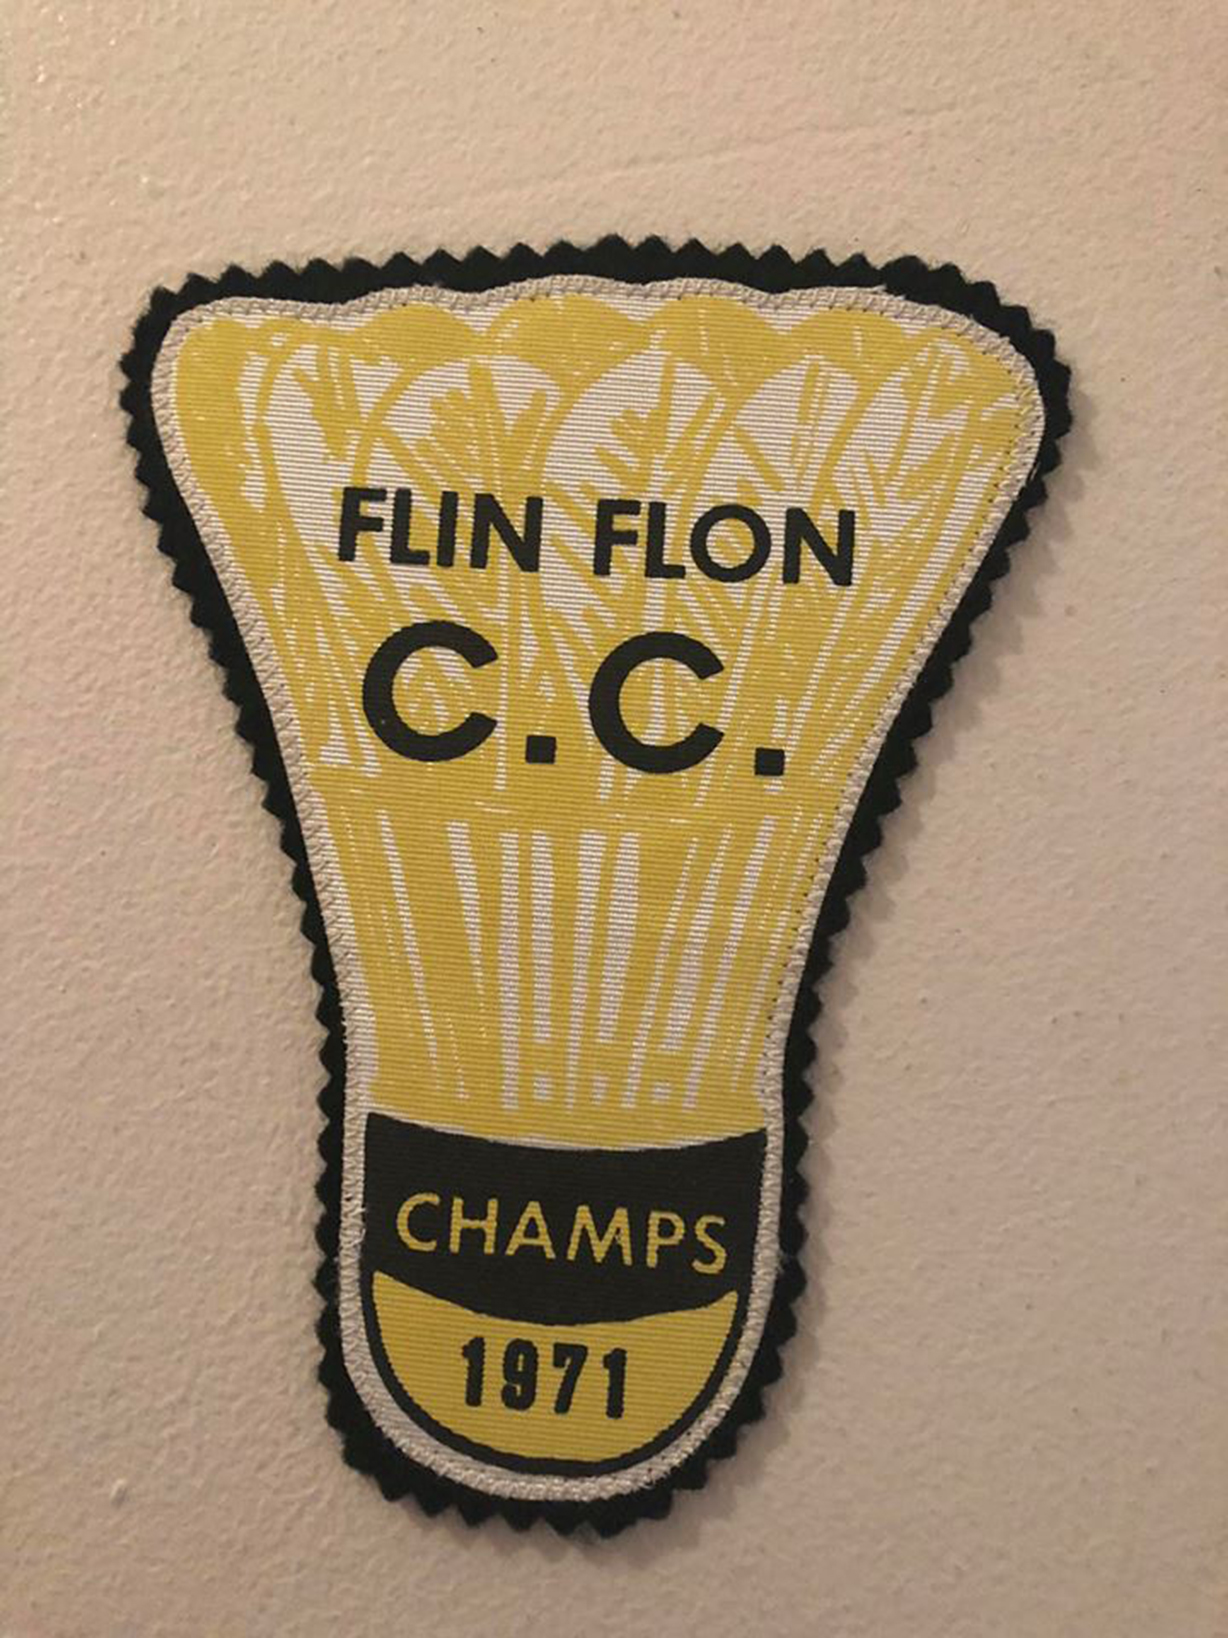 FLIN FLON
C.C.
CHAMPS
1971